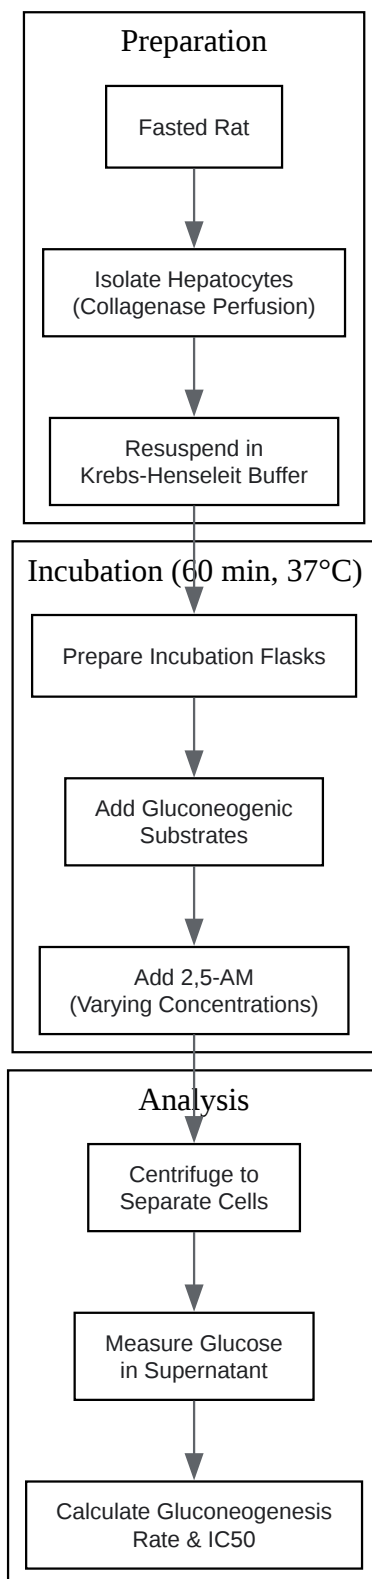 Preparation
Fasted Rat
Isolate Hepatocytes
(Collagenase Perfusion)
Resuspend in
Krebs-Henseleit Buffer
Incubation (60 min, 37°C)
Prepare Incubation Flasks
Add Gluconeogenic
Substrates
Add 2,5-AM
(Varying Concentrations)
Analysis
Centrifuge to
Separate Cells
Measure Glucose
in Supernatant
Calculate Gluconeogenesis
Rate & IC50